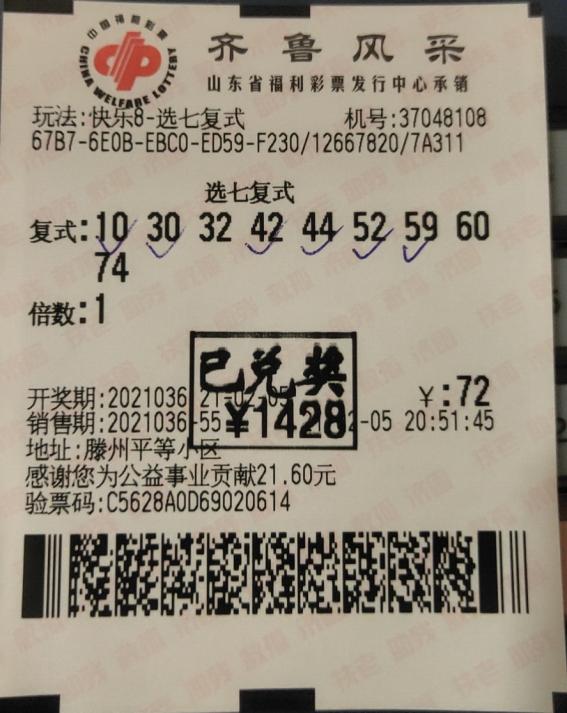 中国福利彩票
CHINA WELFARE LOTTERY
齐鲁风采
山东省福利彩票发行中心承销
玩法:快乐8-选七复式 机号:37048108
67B7-6E0B-EBC0-ED59-F230/12667820/7A311
选七复式
复式:10 30 32 42 44 52 59 60
74
倍数:1
已兑奖
¥1428
开奖期:2021036 21-02-05 ¥:72
销售期:2021036-55 -05 20:51:45
地址:滕州平等小区
感谢您为公益事业贡献21.60元
验票码:C5628A0D69020614